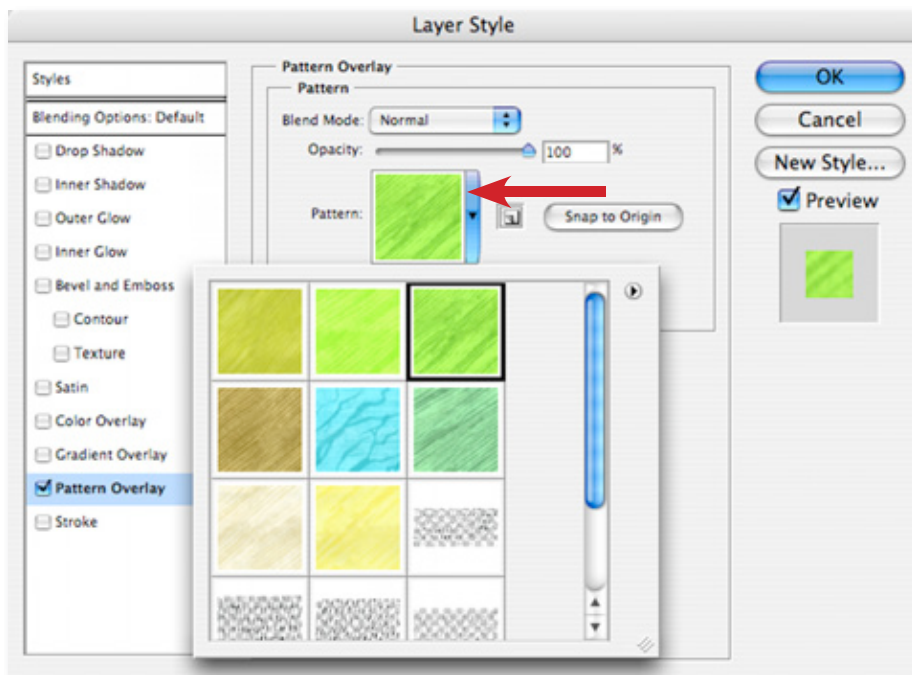 Layer Style
Styles
Blending Options: Default
Drop Shadow
Inner Shadow
Outer Glow
Inner Glow
Bevel and Emboss
Contour
Texture
Satin
Color Overlay
Gradient Overlay
Pattern Overlay
Stroke
Pattern Overlay
Pattern
Blend Mode: Normal
Opacity: 100 %
Pattern:
Snap to Origin
OK
Cancel
New Style...
Preview